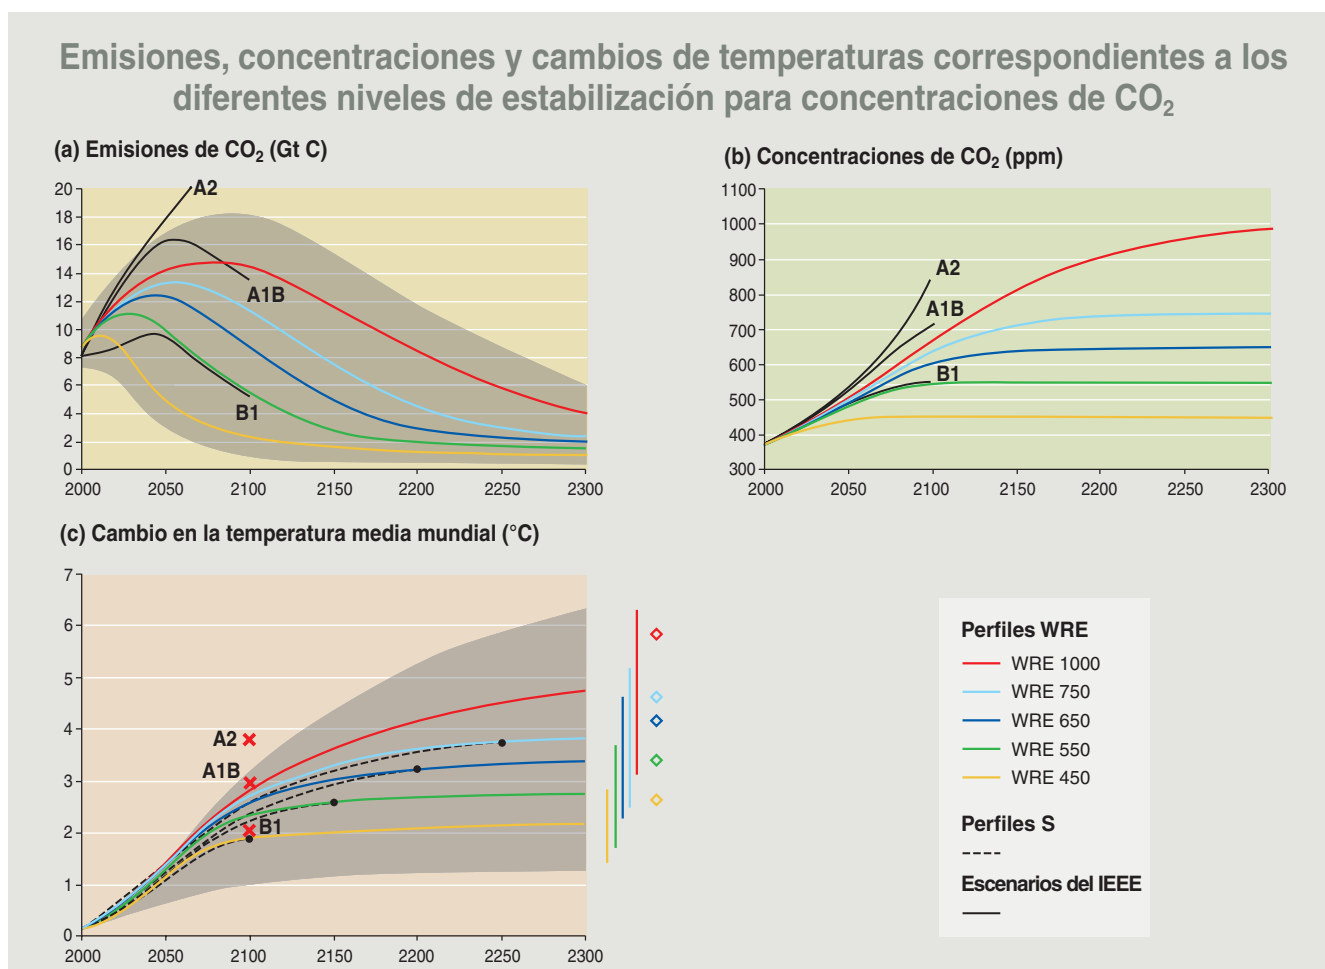 Emisiones, concentraciones y cambios de temperaturas correspondientes a los
diferentes niveles de estabilización para concentraciones de CO₂
(a) Emisiones de CO₂ (Gt C)
20
18
16
14
12
10
8
6
4
2
0
A2
A1B
B1
2000 2050 2100 2150 2200 2250 2300
(b) Concentraciones de CO₂ (ppm)
1100
1000
900
800
700
600
500
400
300
A2
A1B
B1
2000 2050 2100 2150 2200 2250 2300
(c) Cambio en la temperatura media mundial (°C)
7
6
5
4
3
2
1
0
A2
A1B
B1
2000 2050 2100 2150 2200 2250 2300
Perfiles WRE
WRE 1000
WRE 750
WRE 650
WRE 550
WRE 450
Perfiles S
Escenarios del IEEE